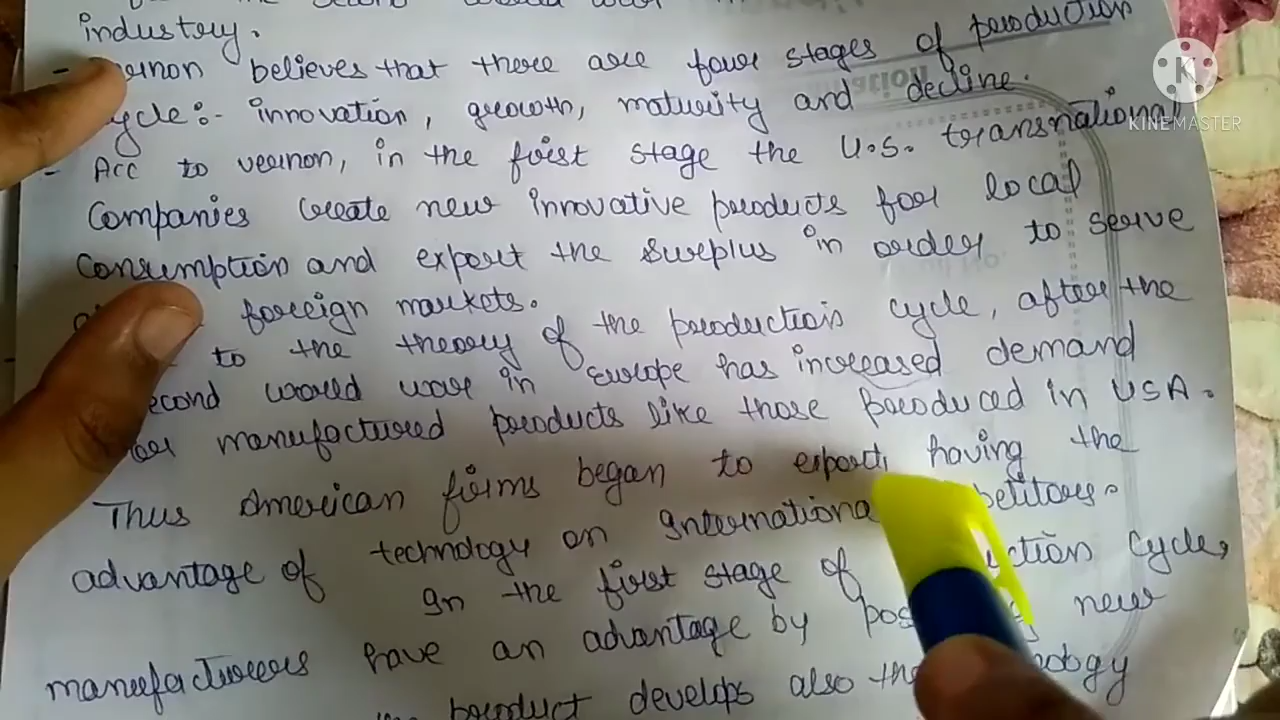 the second would war
industry.
believes that there are four stages of production
cycle:- innovation, growth, maturity and decline.
- Acc to vernon, in the first stage the U.S. transnational
Companies create new innovative products for local
Consumption and export the surplus in order to serve
foreign markets.
to the theory of the production cycle, after the
second would war in Europe has increased demand
for manufactured products like those produced in USA.
Thus American firms began to export, having the
advantage of technology on International
In the first stage of cycle,
manufacturers have an advantage by new
product develops also the
KINEMASTER